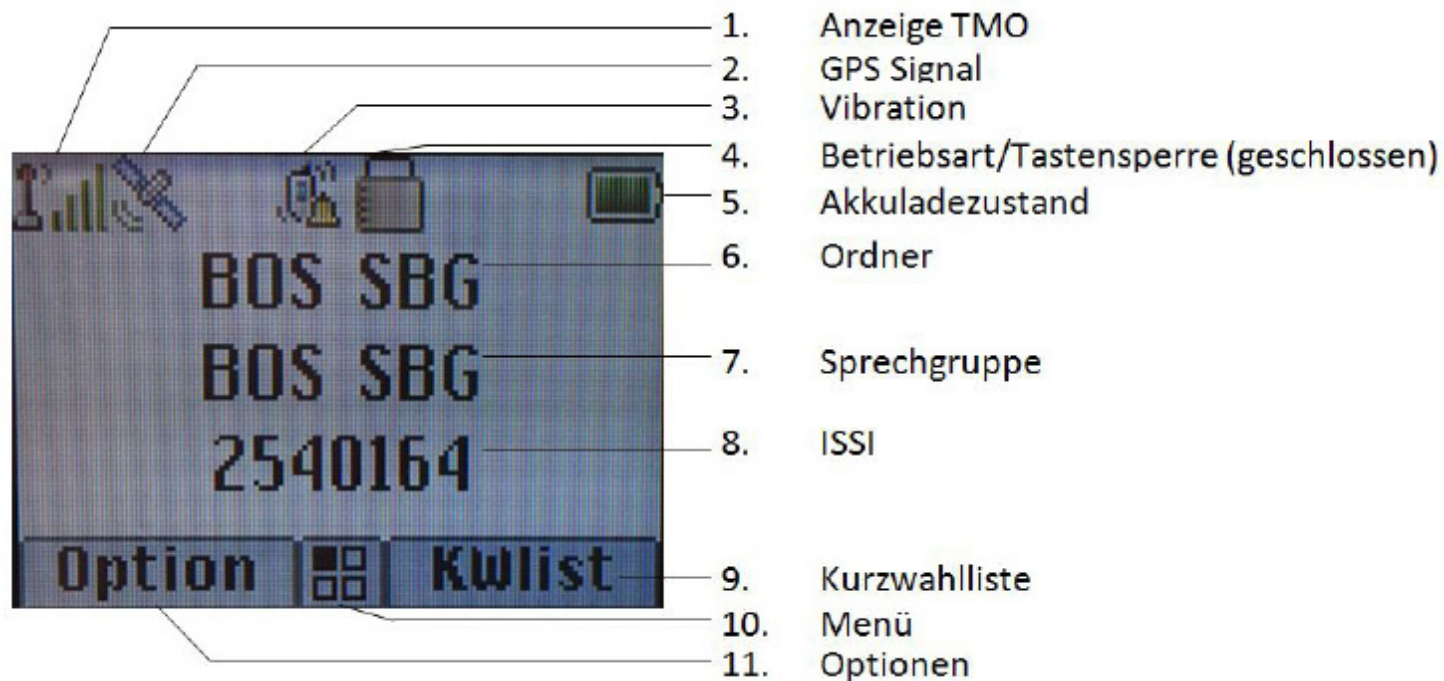 1. Anzeige TMO
2. GPS Signal
3. Vibration
4. Betriebsart/Tastensperre (geschlossen)
5. Akkuladezustand
BOS SBG
6. Ordner
BOS SBG
7. Sprechgruppe
2540164
8. ISSI
Option KWlist
9. Kurzwahlliste
10. Menü
11. Optionen